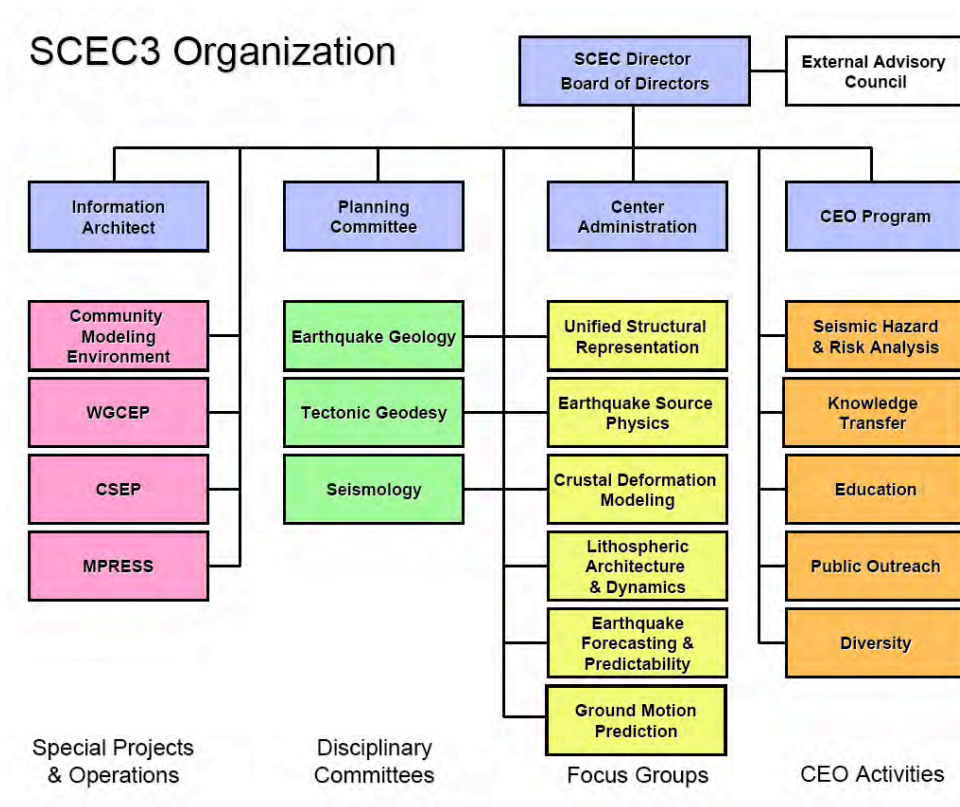 SCEC3 Organization
SCEC Director
Board of Directors
External Advisory
Council
Information
Architect
Planning
Committee
Center
Administration
CEO Program
Community
Modeling
Environment
WGCEP
CSEP
MPRESS
Earthquake Geology
Tectonic Geodesy
Seismology
Unified Structural
Representation
Earthquake Source
Physics
Crustal Deformation
Modeling
Lithospheric
Architecture
& Dynamics
Earthquake
Forecasting &
Predictability
Ground Motion
Prediction
Seismic Hazard
& Risk Analysis
Knowledge
Transfer
Education
Public Outreach
Diversity
Special Projects
& Operations
Disciplinary
Committees
Focus Groups
CEO Activities